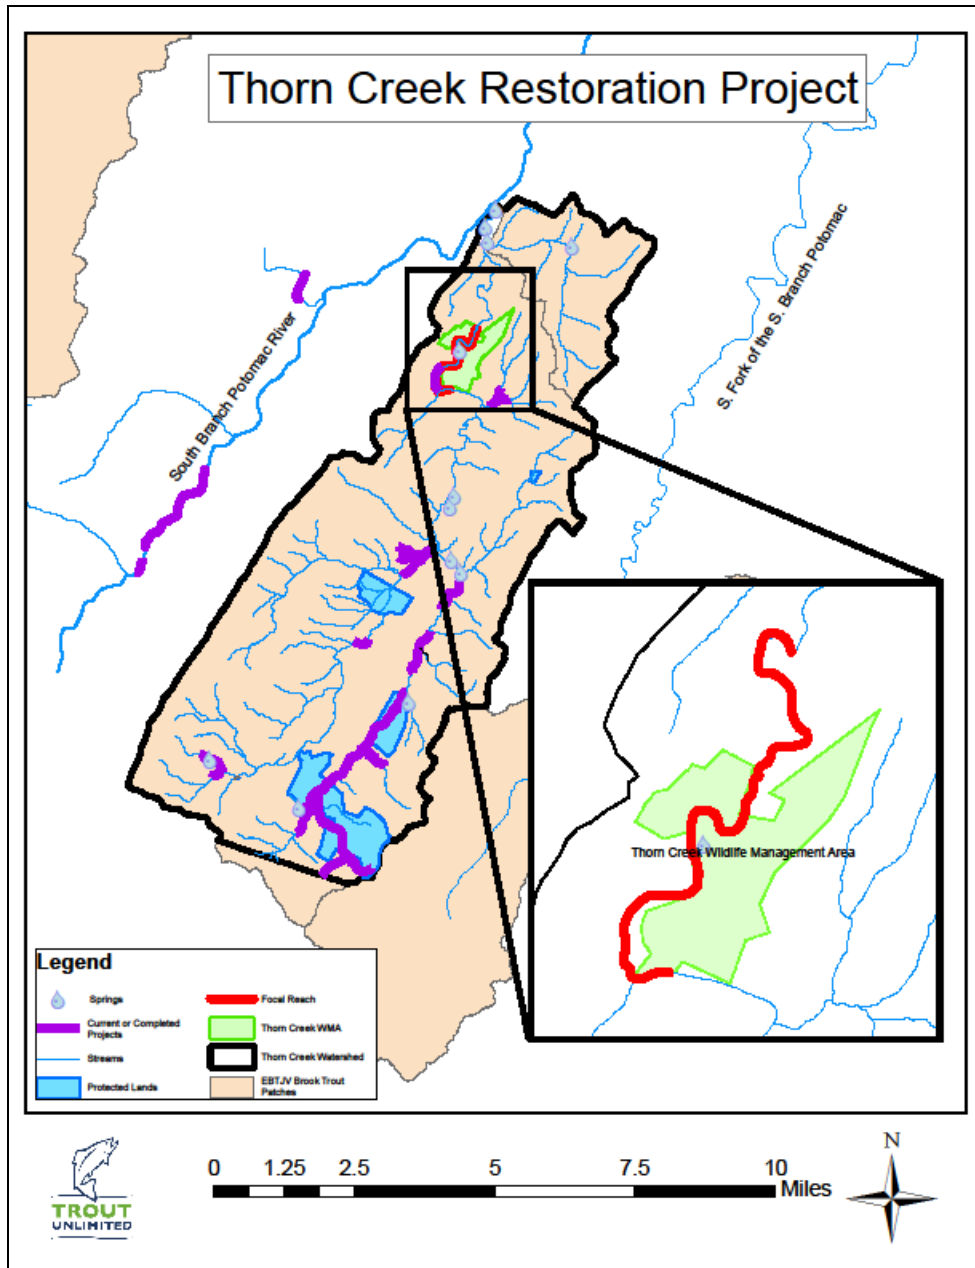 Thorn Creek Restoration Project
South Branch Potomac River
S. Fork of the S. Branch Potomac
Thorn Creek Wildlife Management Area
Legend
Springs
Current or Completed
Projects
Streams
Protected Lands
Focal Reach
Thorn Creek WMA
Thorn Creek Watershed
EBTJV Brook Trout
Patches
TROUT
UNLIMITED
0 1.25 2.5 5 7.5 10
Miles
N